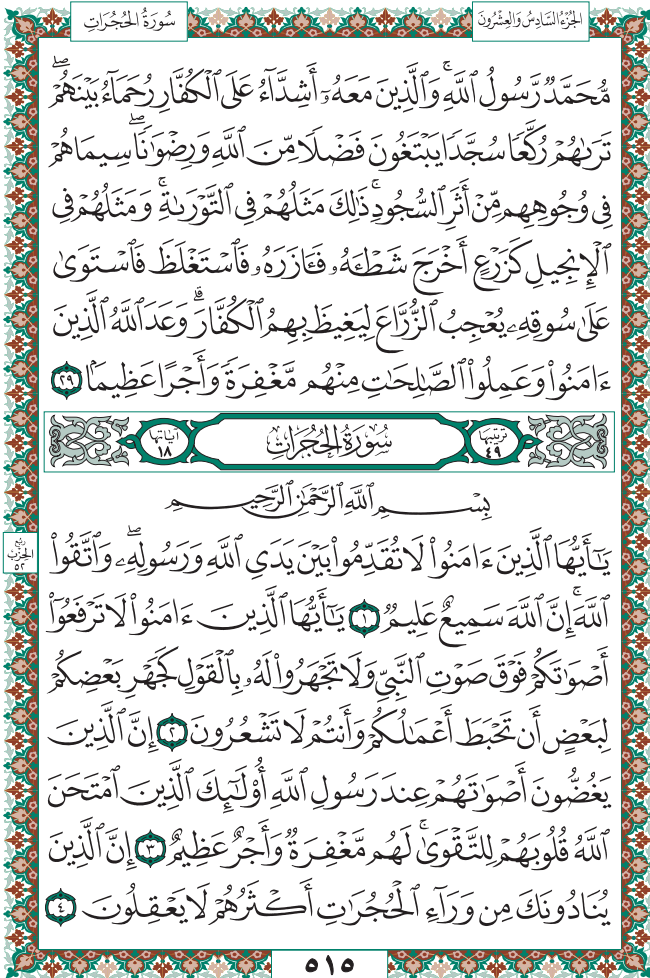 سُورَةُ الْحُجُرَاتِ
الجُزْءُ السَّادِسُ وَالعِشْرُونَ
مُّحَمَّدٌ رَّسُولُ ٱللَّهِۚ وَٱلَّذِينَ مَعَهُۥٓ أَشِدَّآءُ عَلَى ٱلْكُفَّارِ رُحَمَآءُ بَيْنَهُمْۖ
تَرَىٰهُمْ رُكَّعًا سُجَّدًا يَبْتَغُونَ فَضْلًا مِّنَ ٱللَّهِ وَرِضْوَٰنًاۖ سِيمَاهُمْ
فِى وُجُوهِهِم مِّنْ أَثَرِ ٱلسُّجُودِۚ ذَٰلِكَ مَثَلُهُمْ فِى ٱلتَّوْرَىٰةِۚ وَمَثَلُهُمْ فِى
ٱلْإِنجِيلِ كَزَرْعٍ أَخْرَجَ شَطْـَٔهُۥ فَـَٔازَرَهُۥ فَٱسْتَغْلَظَ فَٱسْتَوَىٰ
عَلَىٰ سُوقِهِۦ يُعْجِبُ ٱلزُّرَّاعَ لِيَغِيظَ بِهِمُ ٱلْكُفَّارَۗ وَعَدَ ٱللَّهُ ٱلَّذِينَ
ءَامَنُوا۟ وَعَمِلُوا۟ ٱلصَّـٰلِحَـٰتِ مِنْهُم مَّغْفِرَةً وَأَجْرًا عَظِيمًۢا ٢٩
ترتيبها ٤٩ سُورَةُ الحُجُرَاتِ آياتها ١٨
بِسْمِ ٱللَّهِ ٱلرَّحْمَـٰنِ ٱلرَّحِيمِ
يَـٰٓأَيُّهَا ٱلَّذِينَ ءَامَنُوا۟ لَا تُقَدِّمُوا۟ بَيْنَ يَدَىِ ٱللَّهِ وَرَسُولِهِۦۖ وَٱتَّقُوا۟
ٱللَّهَۚ إِنَّ ٱللَّهَ سَمِيعٌ عَلِيمٌ ١ يَـٰٓأَيُّهَا ٱلَّذِينَ ءَامَنُوا۟ لَا تَرْفَعُوٓا۟
أَصْوَٰتَكُمْ فَوْقَ صَوْتِ ٱلنَّبِىِّ وَلَا تَجْهَرُوا۟ لَهُۥ بِٱلْقَوْلِ كَجَهْرِ بَعْضِكُمْ
لِبَعْضٍ أَن تَحْبَطَ أَعْمَـٰلُكُمْ وَأَنتُمْ لَا تَشْعُرُونَ ٢ إِنَّ ٱلَّذِينَ
يَغُضُّونَ أَصْوَٰتَهُمْ عِندَ رَسُولِ ٱللَّهِ أُو۟لَـٰٓئِكَ ٱلَّذِينَ ٱمْتَحَنَ
ٱللَّهُ قُلُوبَهُمْ لِلتَّقْوَىٰۚ لَهُم مَّغْفِرَةٌ وَأَجْرٌ عَظِيمٌ ٣ إِنَّ ٱلَّذِينَ
يُنَادُونَكَ مِن وَرَآءِ ٱلْحُجُرَٰتِ أَكْثَرُهُمْ لَا يَعْقِلُونَ ٤
ربع
الحزب
٥٢
٥١٥